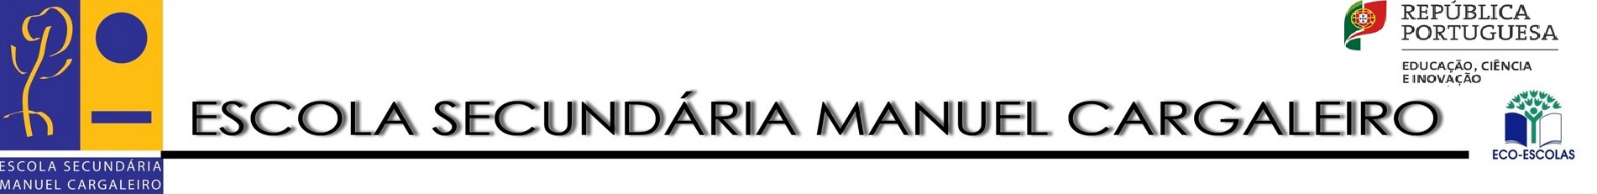 REPÚBLICA
PORTUGUESA
EDUCAÇÃO, CIÊNCIA
E INOVAÇÃO
ESCOLA SECUNDÁRIA MANUEL CARGALEIRO
ECO-ESCOLAS
ESCOLA SECUNDÁRIA
MANUEL CARGALEIRO